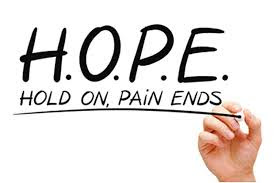 H.O.P.E.
HOLD ON, PAIN ENDS